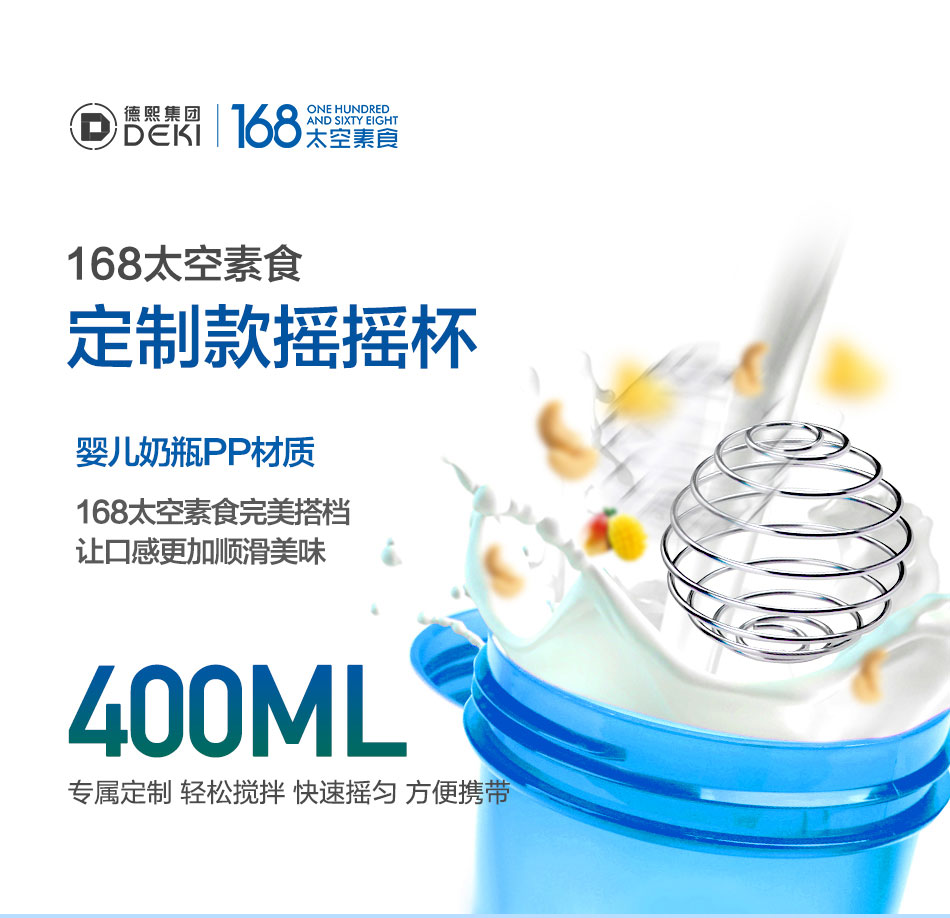 德熙集团
DEKI
168
ONE HUNDRED
AND SIXTY EIGHT
太空素食
168太空素食
定制款摇摇杯
婴儿奶瓶PP材质
168太空素食完美搭档
让口感更加顺滑美味
400ML
专属定制 轻松搅拌 快速摇匀 方便携带